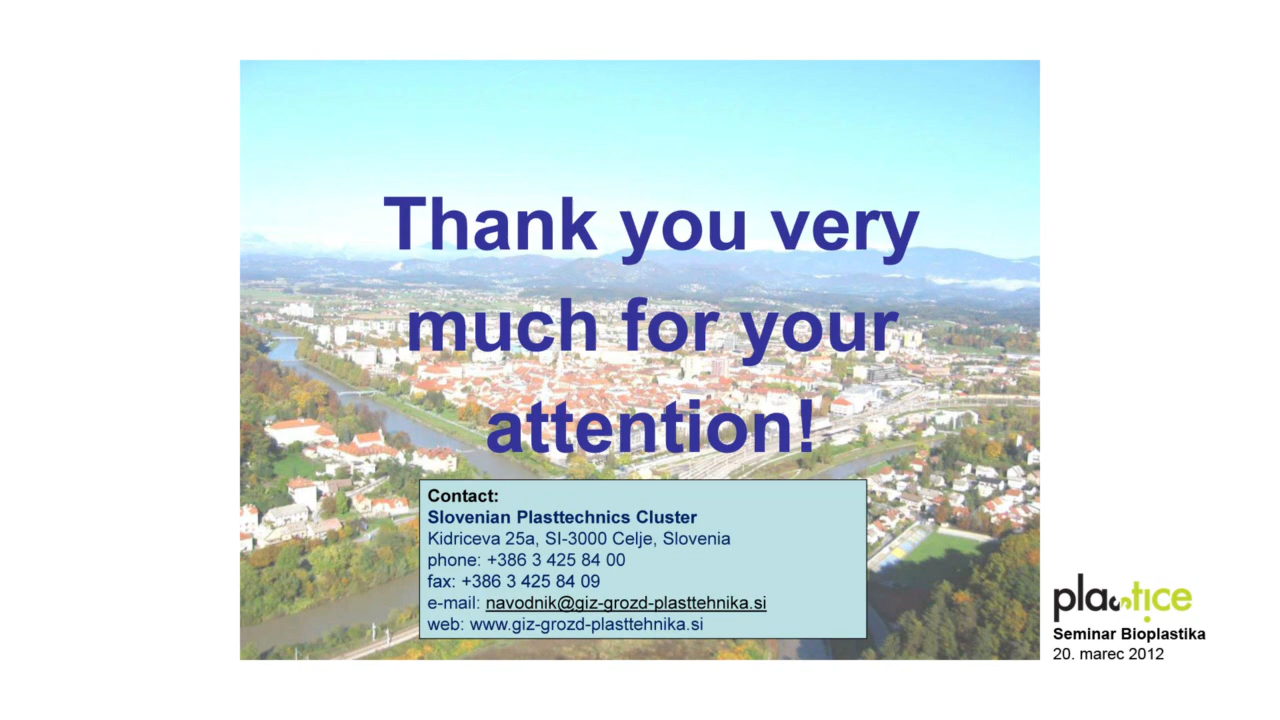 Thank you very
much for your
attention!
Contact:
Slovenian Plasttechnics Cluster
Kidriceva 25a, SI-3000 Celje, Slovenia
phone: +386 3 425 84 00
fax: +386 3 425 84 09
e-mail: navodnik@giz-grozd-plasttehnika.si
web: www.giz-grozd-plasttehnika.si
plastice
Seminar Bioplastika
20. marec 2012